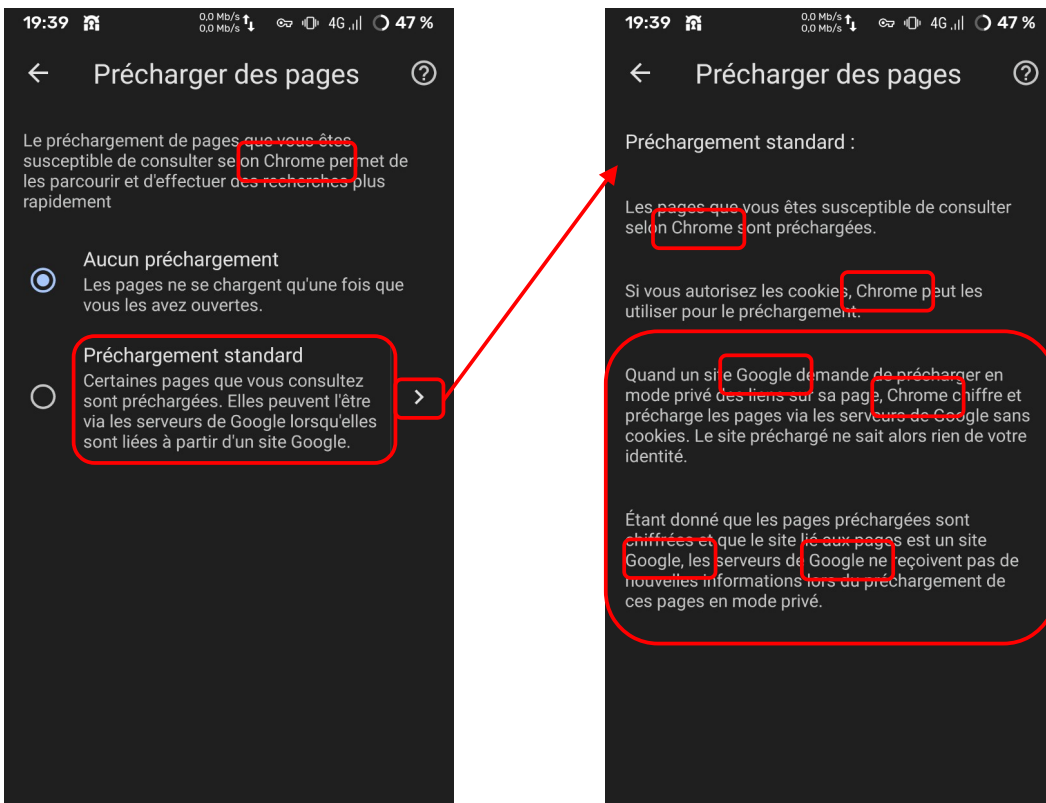 19:39 0,0 Mb/s 0,0 Mb/s 4G 47 %
Précharger des pages
Le préchargement de pages que vous êtes
susceptible de consulter selon Chrome permet de
les parcourir et d'effectuer des recherches plus
rapidement
Aucun préchargement
Les pages ne se chargent qu'une fois que
vous les avez ouvertes.
Préchargement standard
Certaines pages que vous consultez
sont préchargées. Elles peuvent l'être
via les serveurs de Google lorsqu'elles
sont liées à partir d'un site Google.
19:39 0,0 Mb/s 0,0 Mb/s 4G 47 %
Précharger des pages
Préchargement standard :
Les pages que vous êtes susceptible de consulter
selon Chrome sont préchargées.
Si vous autorisez les cookies, Chrome peut les
utiliser pour le préchargement.
Quand un site Google demande de précharger en
mode privé des liens sur sa page, Chrome chiffre et
précharge les pages via les serveurs de Google sans
cookies. Le site préchargé ne sait alors rien de votre
identité.
Étant donné que les pages préchargées sont
chiffrées et que le site lié aux pages est un site
Google, les serveurs de Google ne reçoivent pas de
nouvelles informations lors du préchargement de
ces pages en mode privé.